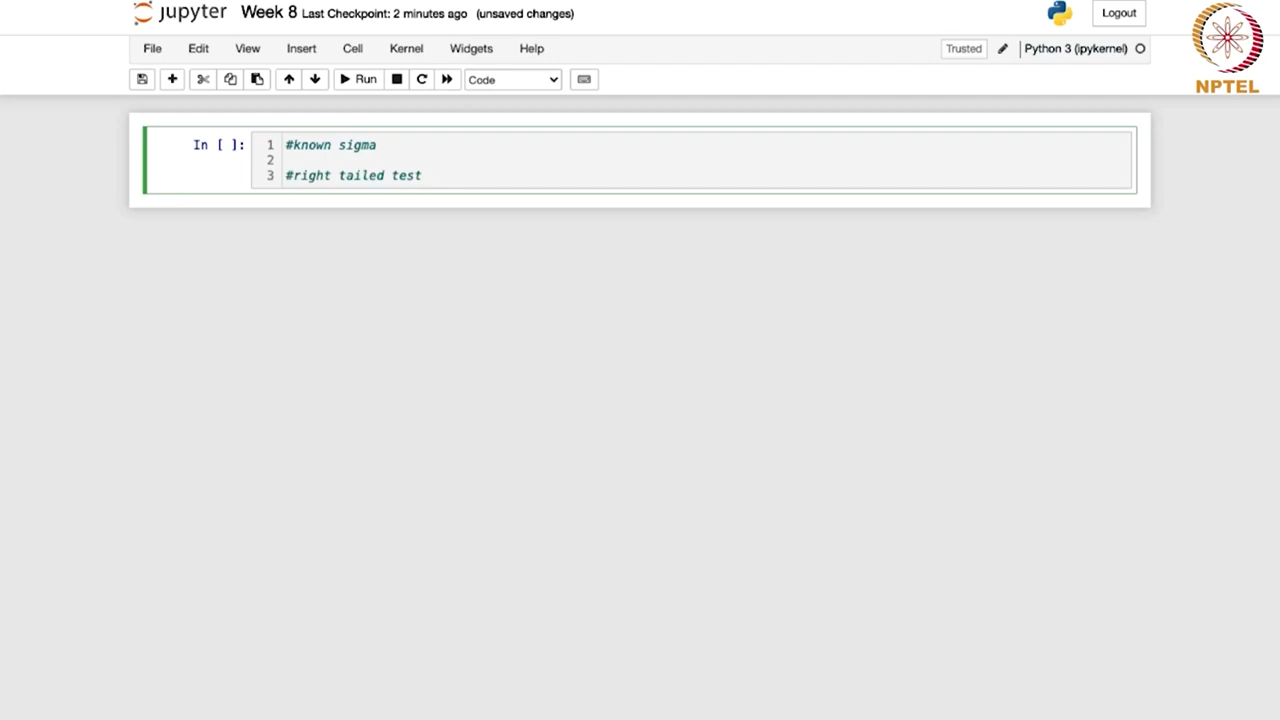 jupyter Week 8 Last Checkpoint: 2 minutes ago (unsaved changes) Logout
NPTEL
File Edit View Insert Cell Kernel Widgets Help Trusted Python 3 (ipykernel)
Run Code
In [ ]: 1 #known sigma
2
3 #right tailed test